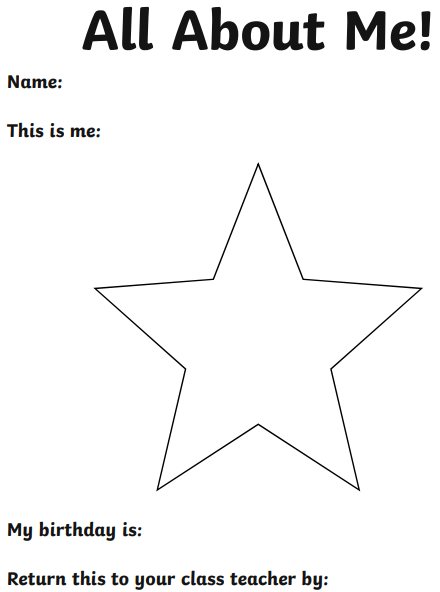 All About Me!
Name:
This is me:
My birthday is:
Return this to your class teacher by: